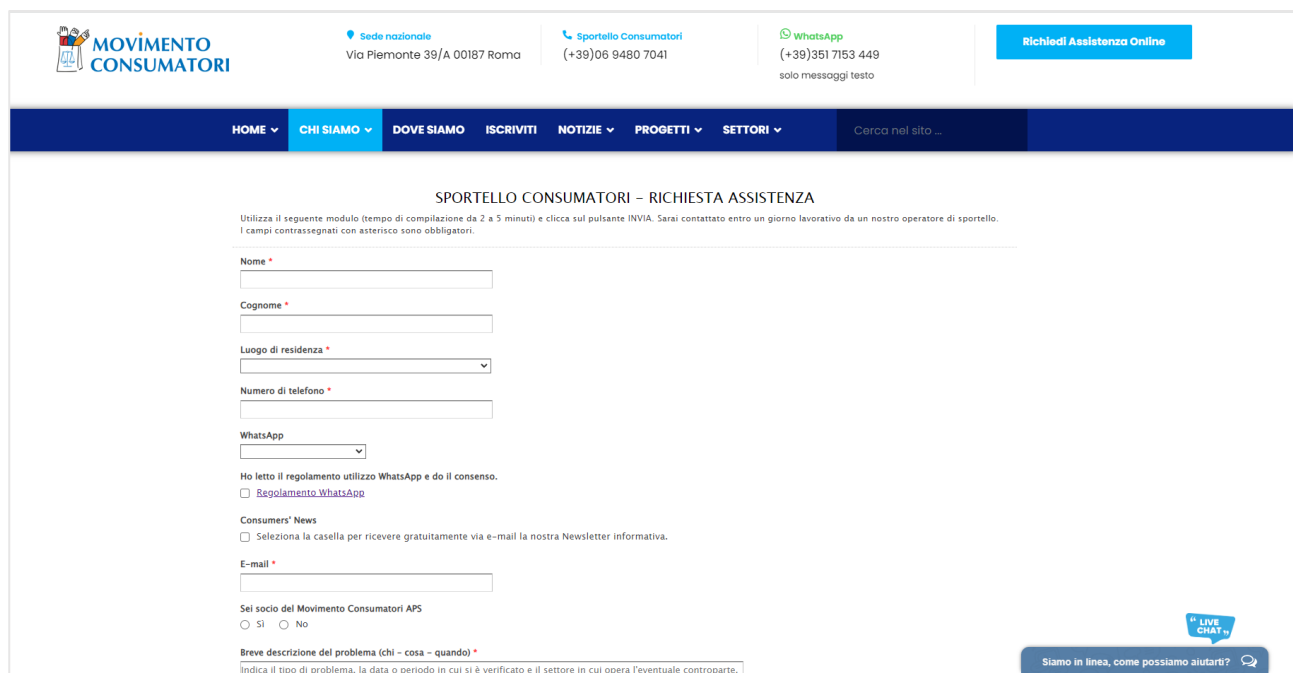 MOVIMENTO
CONSUMATORI
Sede nazionale
Via Piemonte 39/A 00187 Roma
Sportello Consumatori
(+39)06 9480 7041
WhatsApp
(+39)351 7153 449
solo messaggi testo
Richiedi Assistenza Online
HOME CHI SIAMO DOVE SIAMO ISCRIVITI NOTIZIE PROGETTI SETTORI Cerca nel sito ...
SPORTELLO CONSUMATORI – RICHIESTA ASSISTENZA
Utilizza il seguente modulo (tempo di compilazione da 2 a 5 minuti) e clicca sul pulsante INVIA. Sarai contattato entro un giorno lavorativo da un nostro operatore di sportello.
I campi contrassegnati con asterisco sono obbligatori.
Nome *
Cognome *
Luogo di residenza *
Numero di telefono *
WhatsApp
Ho letto il regolamento utilizzo WhatsApp e do il consenso.
Regolamento WhatsApp
Consumers' News
Seleziona la casella per ricevere gratuitamente via e-mail la nostra Newsletter informativa.
E-mail *
Sei socio del Movimento Consumatori APS
Sì No
Breve descrizione del problema (chi – cosa – quando) *
Indica il tipo di problema, la data o periodo in cui si è verificato e il settore in cui opera l'eventuale controparte.
“ LIVE
CHAT ”
Siamo in linea, come possiamo aiutarti?